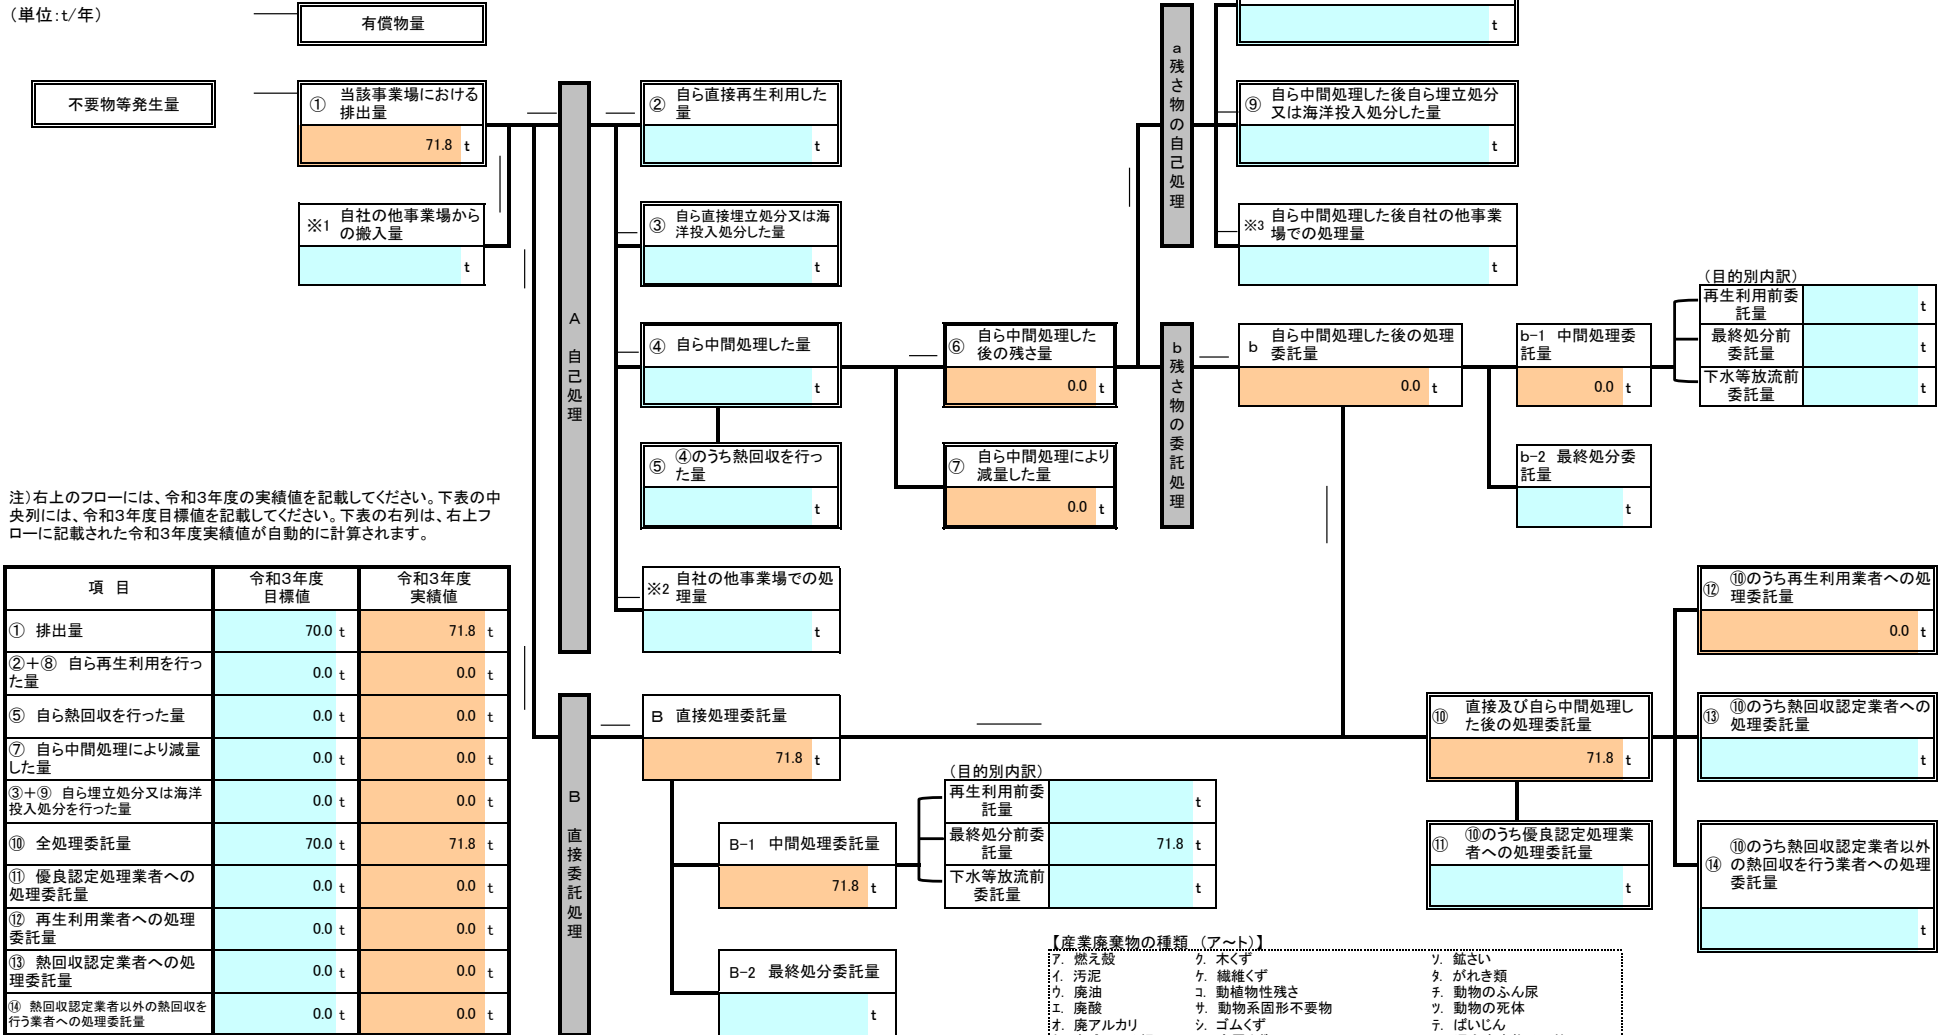 (単位:t/年)
有償物量
t
不要物等発生量
① 当該事業場における
排出量
71.8 t
※1 自社の他事業場から
の搬入量
t
A 自己処理
② 自ら直接再生利用した
量
t
③ 自ら直接埋立処分又は海
洋投入処分した量
t
④ 自ら中間処理した量
t
⑤ ④のうち熱回収を行っ
た量
t
※2 自社の他事業場での処
理量
t
⑥ 自ら中間処理した
後の残さ量
0.0 t
⑦ 自ら中間処理により
減量した量
0.0 t
a 残さ物の自己処理
⑨ 自ら中間処理した後自ら埋立処分
又は海洋投入処分した量
t
※3 自ら中間処理した後自社の他事業
場での処理量
t
b 残さ物の委託処理
b 自ら中間処理した後の処理
委託量
0.0 t
b-1 中間処理委
託量
0.0 t
b-2 最終処分委
託量
t
(目的別内訳)
再生利用前委
託量
t
最終処分前
委託量
t
下水等放流前
委託量
t
注)右上のフローには、令和3年度の実績値を記載してください。下表の中
央列には、令和3年度目標値を記載してください。下表の右列は、右上フ
ローに記載された令和3年度実績値が自動的に計算されます。
項 目
令和3年度
目標値
令和3年度
実績値
① 排出量 70.0 t 71.8 t
②+⑧ 自ら再生利用を行っ
た量
0.0 t 0.0 t
⑤ 自ら熱回収を行った量 0.0 t 0.0 t
⑦ 自ら中間処理により減量
した量
0.0 t 0.0 t
③+⑨ 自ら埋立処分又は海洋
投入処分を行った量
0.0 t 0.0 t
⑩ 全処理委託量 70.0 t 71.8 t
⑪ 優良認定処理業者への
処理委託量
0.0 t 0.0 t
⑫ 再生利用業者への処理
委託量
0.0 t 0.0 t
⑬ 熱回収認定業者への処
理委託量
0.0 t 0.0 t
⑭ 熱回収認定業者以外の熱回収を
行う業者への処理委託量
0.0 t 0.0 t
B 直接委託処理
B 直接処理委託量
71.8 t
B-1 中間処理委託量
71.8 t
B-2 最終処分委託量
t
(目的別内訳)
再生利用前委
託量
t
最終処分前委
託量
71.8 t
下水等放流前
委託量
t
⑩ 直接及び自ら中間処理し
た後の処理委託量
71.8 t
⑪ ⑩のうち優良認定処理業
者への処理委託量
t
⑫ ⑩のうち再生利用業者への処
理委託量
0.0 t
⑬ ⑩のうち熱回収認定業者への
処理委託量
t
⑭ ⑩のうち熱回収認定業者以外
の熱回収を行う業者への処理
委託量
t
【産業廃棄物の種類 (ア~ト)】
ア. 燃え殻 ク. 木くず ソ. 鉱さい
イ. 汚泥 ケ. 繊維くず タ. がれき類
ウ. 廃油 コ. 動植物性残さ チ. 動物のふん尿
エ. 廃酸 サ. 動物系固形不要物 ツ. 動物の死体
オ. 廃アルカリ シ. ゴムくず テ. ばいじん